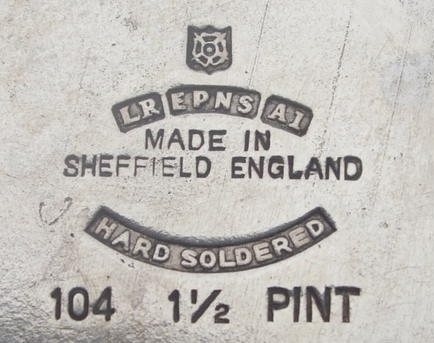 LR EPNS A1
MADE IN
SHEFFIELD ENGLAND
HARD SOLDERED
104 1½ PINT